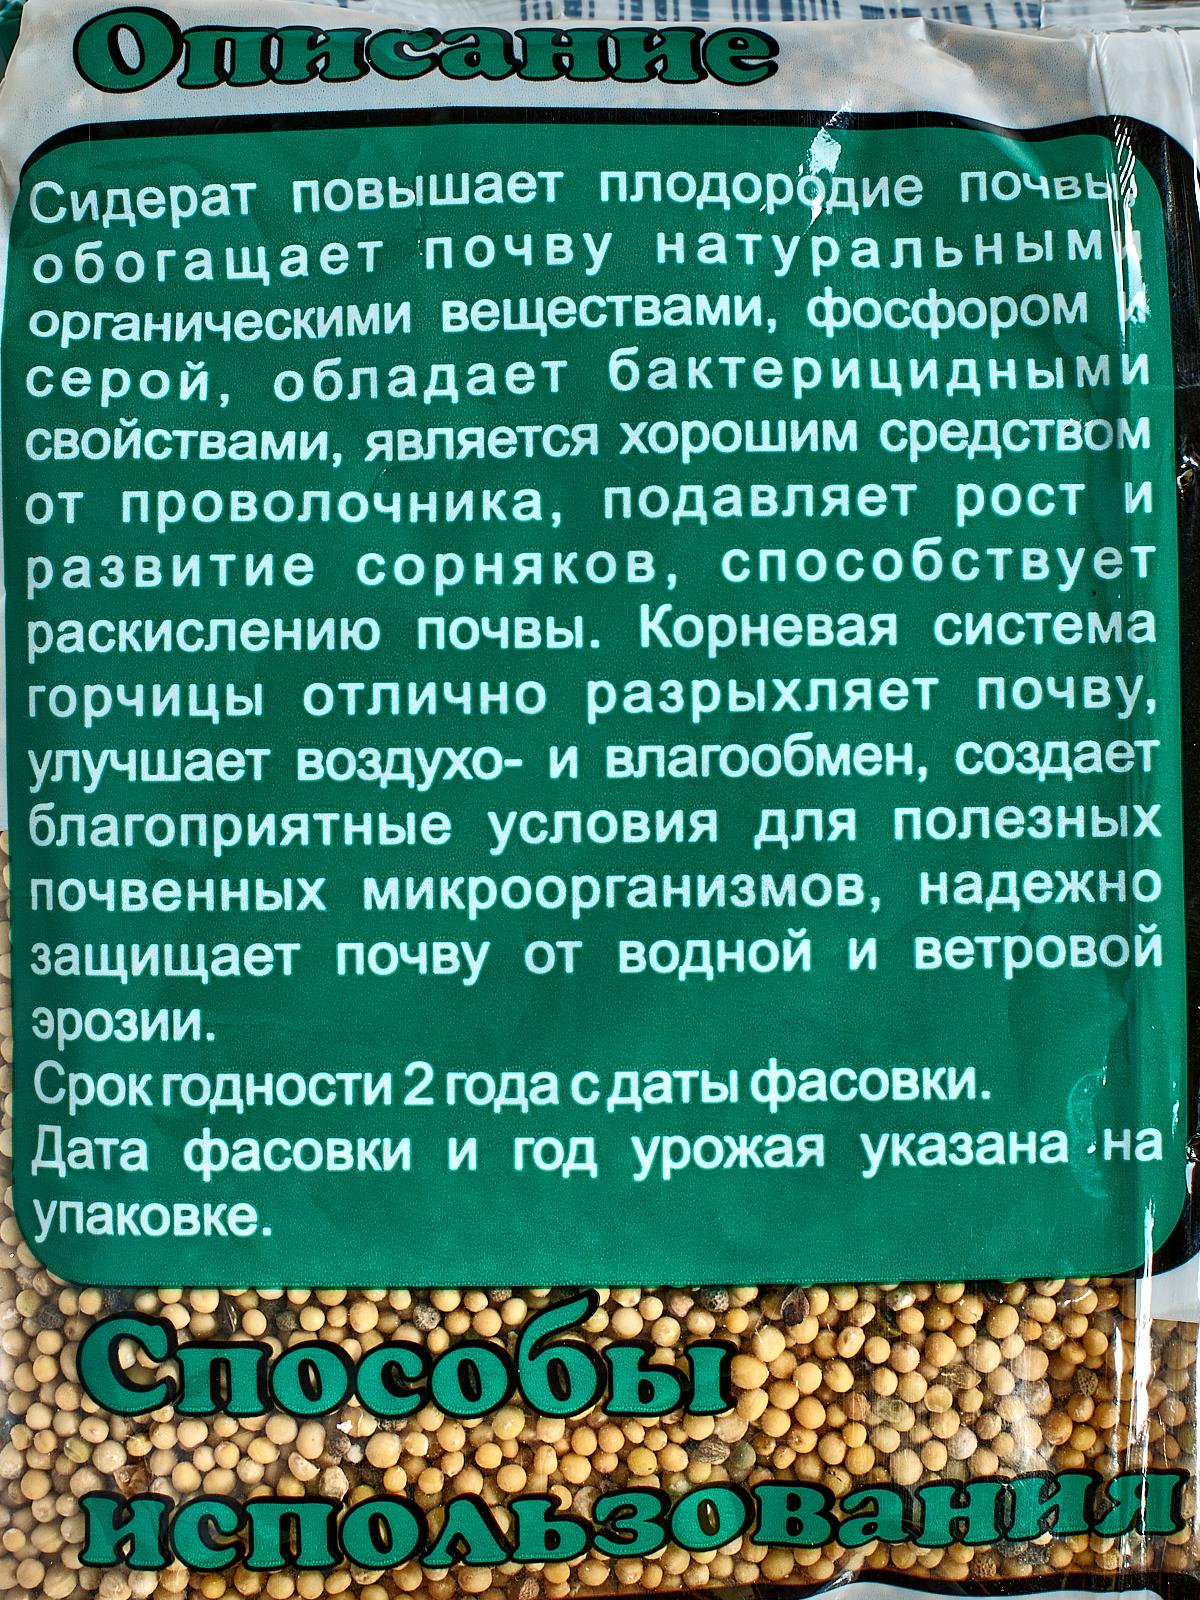 Описание
Сидерат повышает плодородие почвы,
обогащает почву натуральными
органическими веществами, фосфором и
серой, обладает бактерицидными
свойствами, является хорошим средством
от проволочника, подавляет рост и
развитие сорняков, способствует
раскислению почвы. Корневая система
горчицы отлично разрыхляет почву,
улучшает воздухо- и влагообмен, создает
благоприятные условия для полезных
почвенных микроорганизмов, надежно
защищает почву от водной и ветровой
эрозии.
Срок годности 2 года с даты фасовки.
Дата фасовки и год урожая указана на
упаковке.
Способы
использования